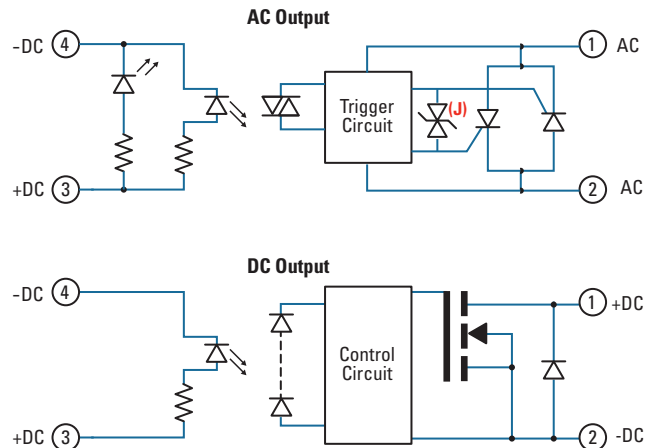 AC Output
-DC 4
1 AC
Trigger
Circuit
(J)
+DC 3
2 AC
DC Output
-DC 4
1 +DC
Control
Circuit
+DC 3
2 -DC